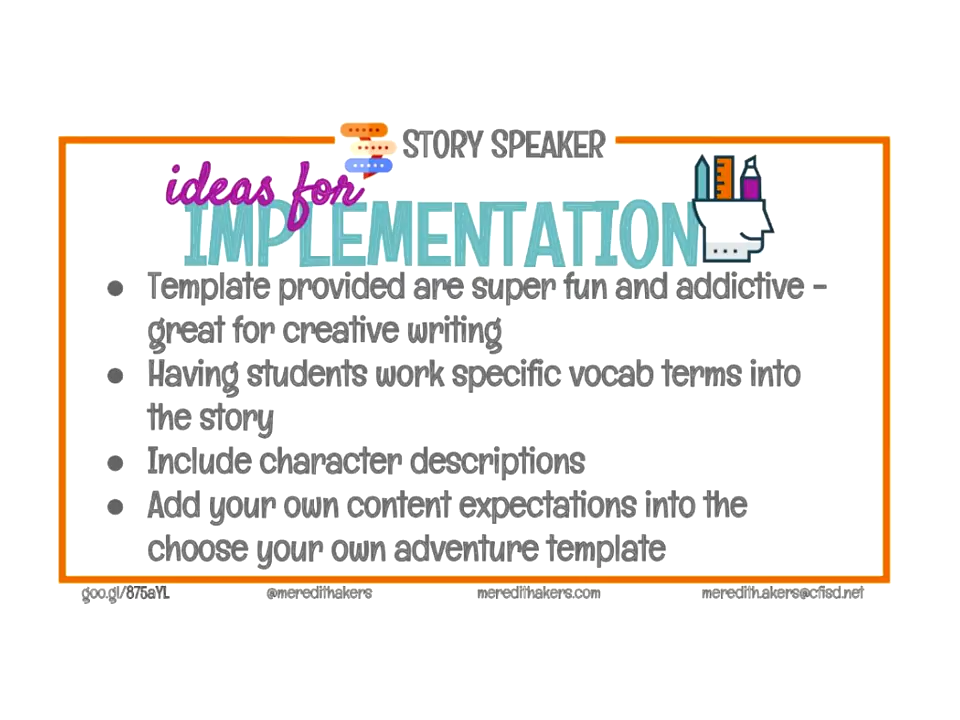 STORY SPEAKER
ideas for
IMPLEMENTATION
● Template provided are super fun and addictive -
great for creative writing
● Having students work specific vocab terms into
the story
● Include character descriptions
● Add your own content expectations into the
choose your own adventure template
goo.gl/875aYL @meredithakers meredithakers.com meredith.akers@cfisd.net